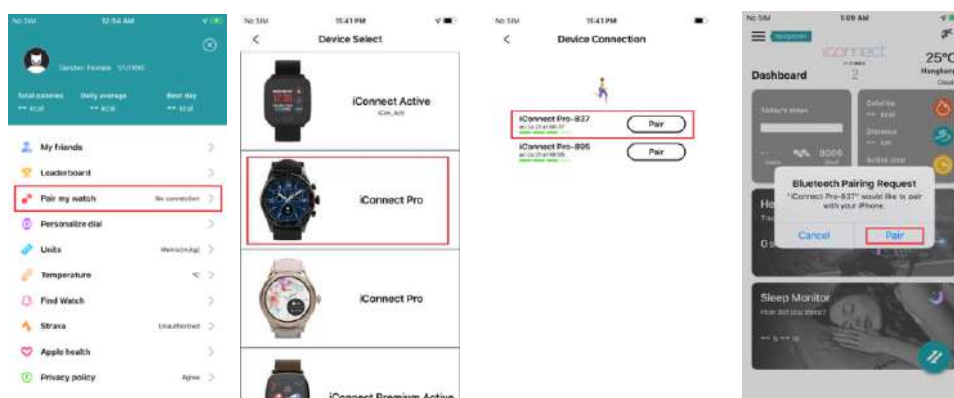 No SIM 12:54 AM
Gender: Female
Total calories Daily average Best day
-- kcal -- kcal -- kcal
My friends
Leaderboard
Pair my watch No connection
Personalize dial
Units Metric(m,kg)
Temperature °C
Find Watch
Strava Unauthorized
Apple health
Privacy policy Agree
No SIM 11:41 PM
Device Select
iConnect Active
iConnect Pro
iConnect Pro
iConnect Premium Active
No SIM 11:41 PM
Device Connection
iConnect Pro-837
Pair
iConnect Pro-895
Pair
No SIM 1:09 AM
iconnect
2
25°C
Dashboard
Today's steps
Calories
-- kcal
Distance
Active time
8000
Bluetooth Pairing Request
"iConnect Pro-837" would like to pair
with your iPhone.
Cancel Pair
Sleep Monitor
How did you sleep?